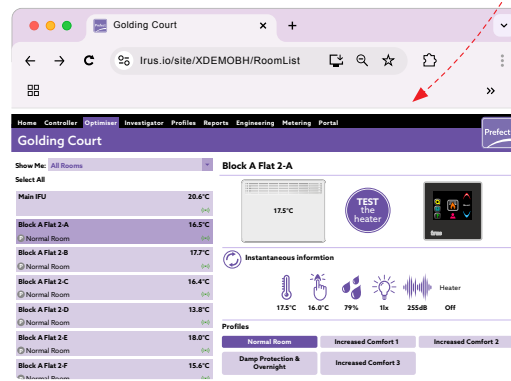 Golding Court
Irus.io/site/XDEMOBH/RoomList
Home Controller Optimiser Investigator Profiles Reports Engineering Metering Portal
Golding Court
Prefect
Show Me: All Rooms
Select All
Main IFU 20.6°C
Block A Flat 2-A 16.5°C
Normal Room
Block A Flat 2-B 17.7°C
Normal Room
Block A Flat 2-C 16.4°C
Normal Room
Block A Flat 2-D 13.8°C
Normal Room
Block A Flat 2-E 18.0°C
Normal Room
Block A Flat 2-F 15.6°C
Normal Room
Block A Flat 2-A
17.5°C
TEST
the
heater
irus
Instantaneous informtion
Heater
17.5°C 16.0°C 79% 1lx 255dB Off
Profiles
Normal Room Increased Comfort 1 Increased Comfort 2
Damp Protection &
Overnight
Increased Comfort 3